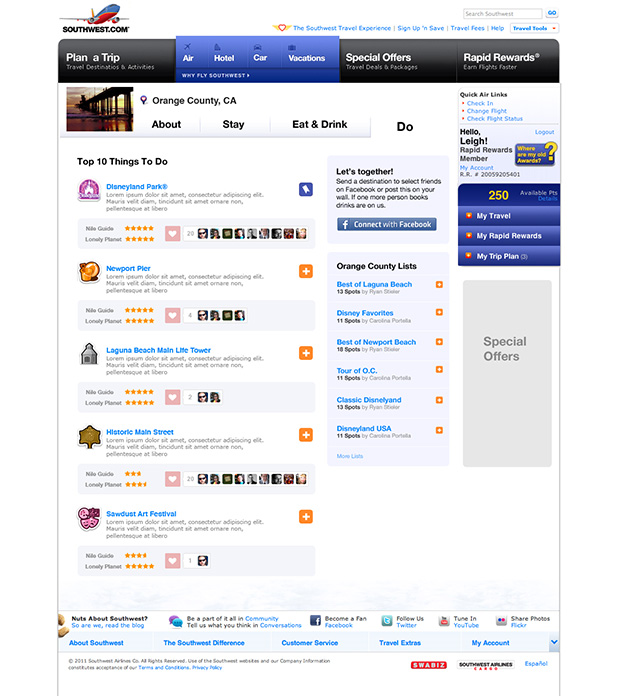 SOUTHWEST.COM®
Search Southwest
GO
The Southwest Travel Experience | Sign Up 'n Save | Travel Fees | Help
Travel Tools
Plan a Trip
Travel Destinatios & Activities
Air
Hotel
Car
Vacations
WHY FLY SOUTHWEST
Special Offers
Travel Deals & Packages
Rapid Rewards®
Earn Flights Faster
Orange County, CA
About
Stay
Eat & Drink
Do
Quick Air Links
Check In
Change Flight
Check Flight Status
Hello,
Leigh!
Logout
Rapid Rewards
Member
My Account
R.R. # 20059205401
Where
are my old
Awards?
250
Available Pts
Details
My Travel
My Rapid Rewards
My Trip Plan (3)
Special
Offers
Top 10 Things To Do
Disneyland Park®
Lorem ipsum dolor sit amet, consectetur adipiscing elit.
Mauris velit diam, tincidunt sit amet ornare non,
pellentesque at libero
Nile Guide
Lonely Planet
20
Newport Pier
Lorem ipsum dolor sit amet, consectetur adipiscing elit.
Mauris velit diam, tincidunt sit amet ornare non,
pellentesque at libero
Nile Guide
Lonely Planet
4
Laguna Beach Main Life Tower
Lorem ipsum dolor sit amet, consectetur adipiscing elit.
Mauris velit diam, tincidunt sit amet ornare non,
pellentesque at libero
Nile Guide
Lonely Planet
2
Historic Main Street
Lorem ipsum dolor sit amet, consectetur adipiscing elit.
Mauris velit diam, tincidunt sit amet ornare non,
pellentesque at libero
Nile Guide
Lonely Planet
20
Sawdust Art Festival
Lorem ipsum dolor sit amet, consectetur adipiscing elit.
Mauris velit diam, tincidunt sit amet ornare non,
pellentesque at libero
Nile Guide
Lonely Planet
1
Let's together!
Send a destination to select friends
on Facebook or post this on your
wall. If one more person books
drinks are on us.
Connect with Facebook
Orange County Lists
Best of Laguna Beach
13 Spots by Ryan Stixler
Disney Favorites
11 Spots by Carolina Portella
Best of Newport Beach
18 Spots by Ryan Stixler
Tour of O.C.
11 Spots by Carolina Portella
Classic Disnelyand
13 Spots by Ryan Stixler
Disneyland USA
11 Spots by Carolina Portella
More Lists
Nuts About Southwest?
So are we, read the blog
Be a part of it all in Community
Tell us what you think in Conversations
Become a Fan
Facebook
Follow Us
Twitter
Tune In
YouTube
Share Photos
Flickr
About Southwest
The Southwest Difference
Customer Service
Travel Extras
My Account
© 2011 Southwest Airlines Co. All Rights Reserved. Use of the Southwest websites and our Company Information
constitutes acceptance of our Terms and Conditions. Privacy Policy
SWABIZ
SOUTHWEST AIRLINES
CARGO
Español